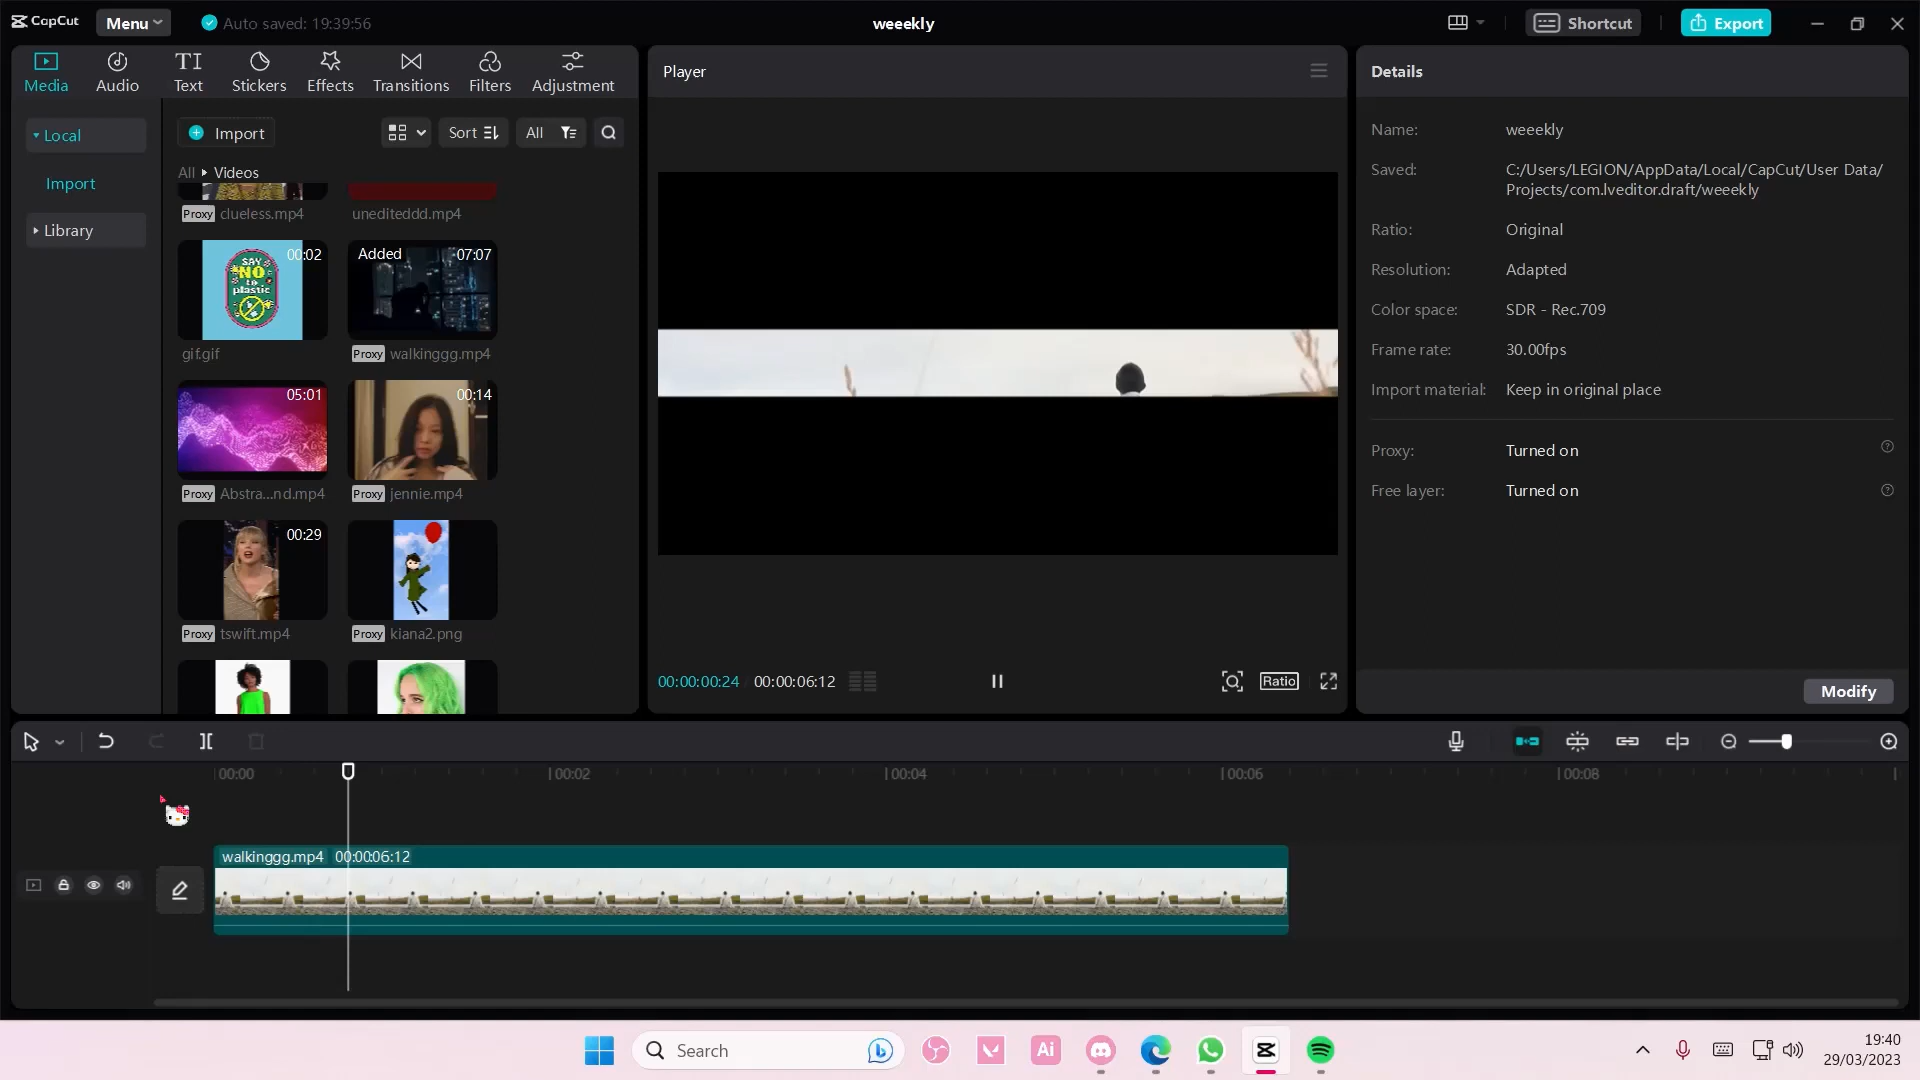 CapCut
Menu
Auto saved: 19:39:56
weeekly
Shortcut
Export
Media
Audio
TI
Text
Stickers
Effects
Transitions
Filters
Adjustment
Player
Details
Local
Import
Library
Import
Sort
All
All
Videos
Proxy
clueless.mp4
unediteddd.mp4
00:02
SAY
NO
to
plastic
gif.gif
Added
07:07
Proxy
walkinggg.mp4
05:01
Proxy
Abstra...nd.mp4
00:14
Proxy
jennie.mp4
00:29
Proxy
tswift.mp4
Proxy
kiana2.png
00:00:00:24
00:00:06:12
Ratio
Name:
weeekly
Saved:
C:/Users/LEGION/AppData/Local/CapCut/User Data/
Projects/com.lveditor.draft/weeekly
Ratio:
Original
Resolution:
Adapted
Color space:
SDR - Rec.709
Frame rate:
30.00fps
Import material:
Keep in original place
Proxy:
Turned on
Free layer:
Turned on
Modify
00:00
00:02
00:04
00:06
00:08
walkinggg.mp4
00:00:06:12
Search
Ai
19:40
29/03/2023